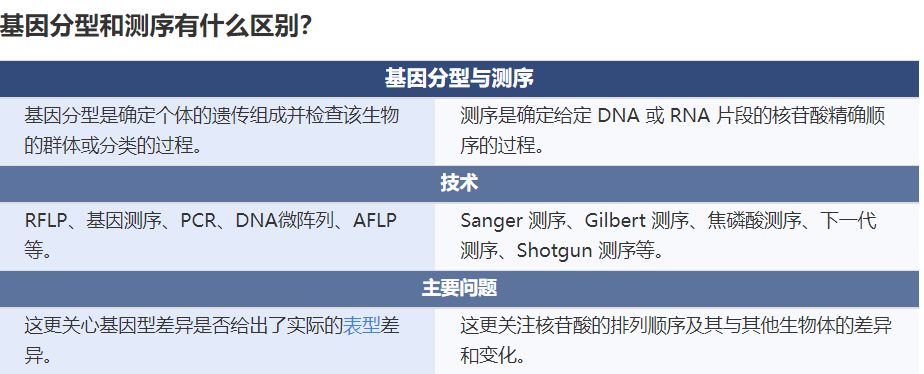 基因分型和测序有什么区别？
基因分型与测序
基因分型是确定个体的遗传组成并检查该生物
的群体或分类的过程。
测序是确定给定 DNA 或 RNA 片段的核苷酸精确顺
序的过程。
技术
RFLP、基因测序、PCR、DNA微阵列、AFLP
等。
Sanger 测序、Gilbert 测序、焦磷酸测序、下一代
测序、Shotgun 测序等。
主要问题
这更关心基因型差异是否给出了实际的表型差
异。
这更关注核苷酸的排列顺序及其与其他生物体的差异
和变化。